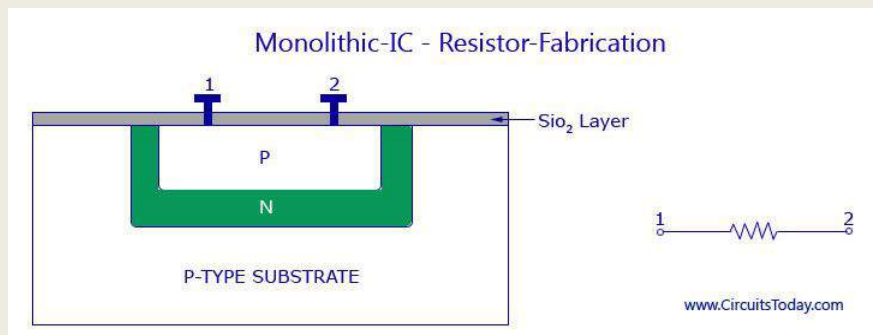 Monolithic-IC - Resistor-Fabrication
1 2
Sio₂ Layer
P
N
P-TYPE SUBSTRATE
1 2
www.CircuitsToday.com